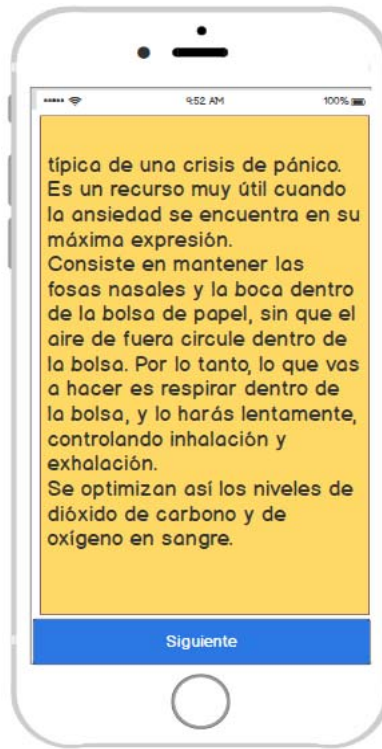 9:52 AM 100%
típica de una crisis de pánico.
Es un recurso muy útil cuando
la ansiedad se encuentra en su
máxima expresión.
Consiste en mantener las
fosas nasales y la boca dentro
de la bolsa de papel, sin que el
aire de fuera circule dentro de
la bolsa. Por lo tanto, lo que vas
a hacer es respirar dentro de
la bolsa, y lo harás lentamente,
controlando inhalación y
exhalación.
Se optimizan así los niveles de
dióxido de carbono y de
oxígeno en sangre.
Siguiente